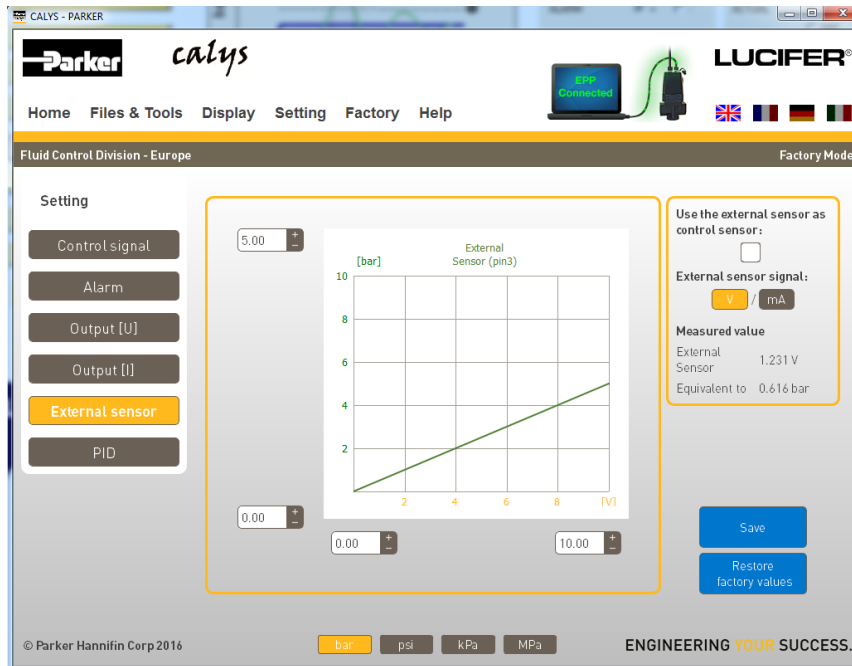 CALYS - PARKER
Parker
calys
EPP
Connected
LUCIFER®
Home Files & Tools Display Setting Factory Help
Fluid Control Division - Europe
Factory Mode
Setting
Control signal
Alarm
Output [U]
Output [I]
External sensor
PID
5.00
+
−
0.00
+
−
External
Sensor (pin3)
[bar]
10
8
6
4
2
2 4 6 8 [V]
0.00
+
−
10.00
+
−
Use the external sensor as
control sensor:
External sensor signal:
V / mA
Measured value
External
Sensor
1.231 V
Equivalent to 0.616 bar
Save
Restore
factory values
© Parker Hannifin Corp 2016
bar psi kPa MPa
ENGINEERING YOUR SUCCESS.